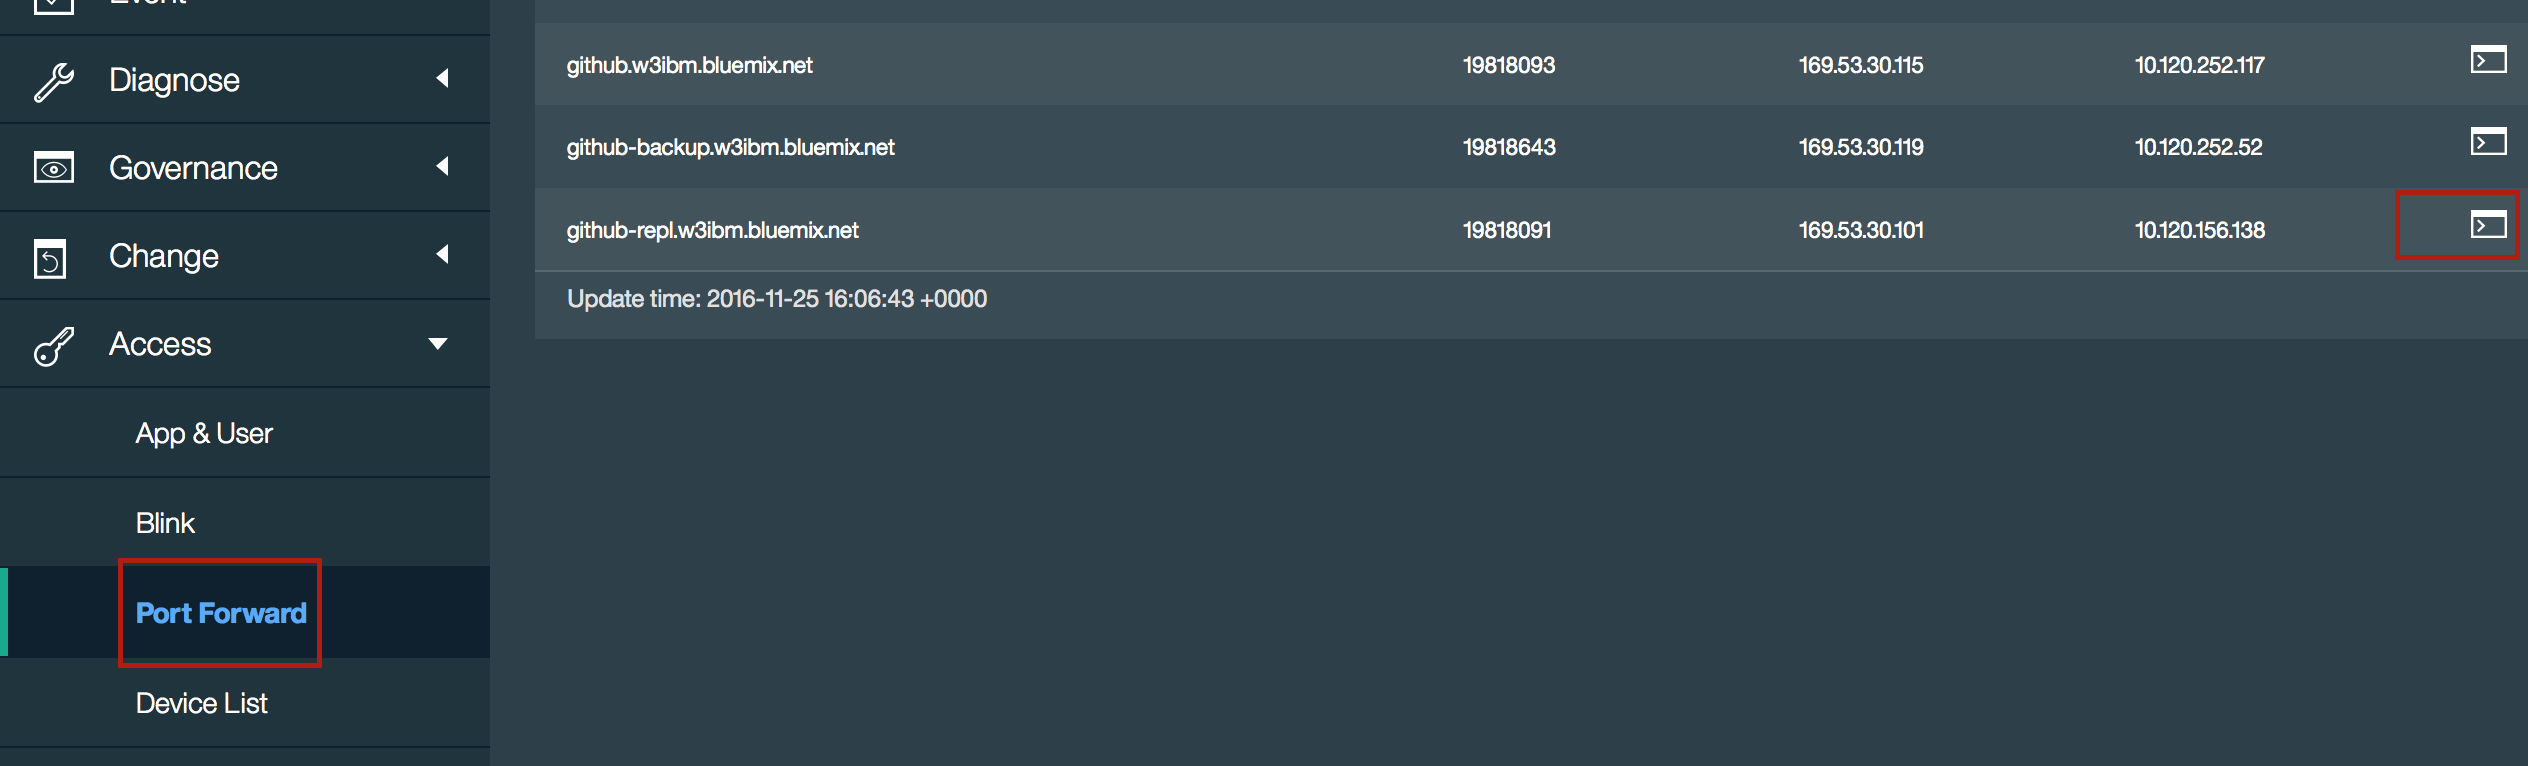 Event
Diagnose
Governance
Change
Access
App & User
Blink
Port Forward
Device List
github.w3ibm.bluemix.net 19818093 169.53.30.115 10.120.252.117
github-backup.w3ibm.bluemix.net 19818643 169.53.30.119 10.120.252.52
github-repl.w3ibm.bluemix.net 19818091 169.53.30.101 10.120.156.138
Update time: 2016-11-25 16:06:43 +0000